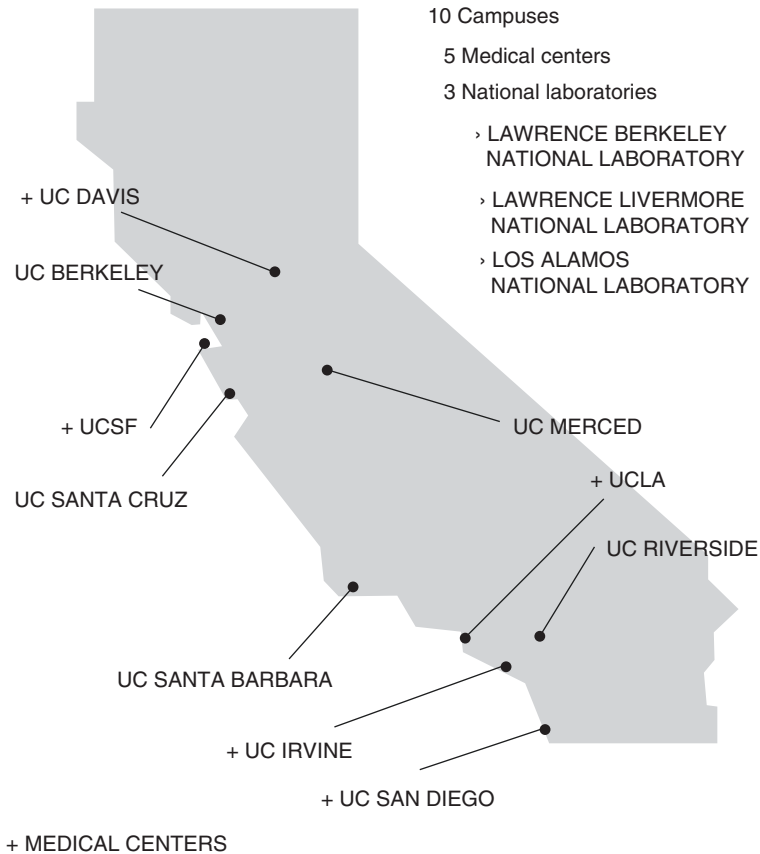 10 Campuses
5 Medical centers
3 National laboratories
› LAWRENCE BERKELEY
NATIONAL LABORATORY
› LAWRENCE LIVERMORE
NATIONAL LABORATORY
› LOS ALAMOS
NATIONAL LABORATORY
+ UC DAVIS
UC BERKELEY
+ UCSF
UC MERCED
UC SANTA CRUZ
+ UCLA
UC RIVERSIDE
UC SANTA BARBARA
+ UC IRVINE
+ UC SAN DIEGO
+ MEDICAL CENTERS